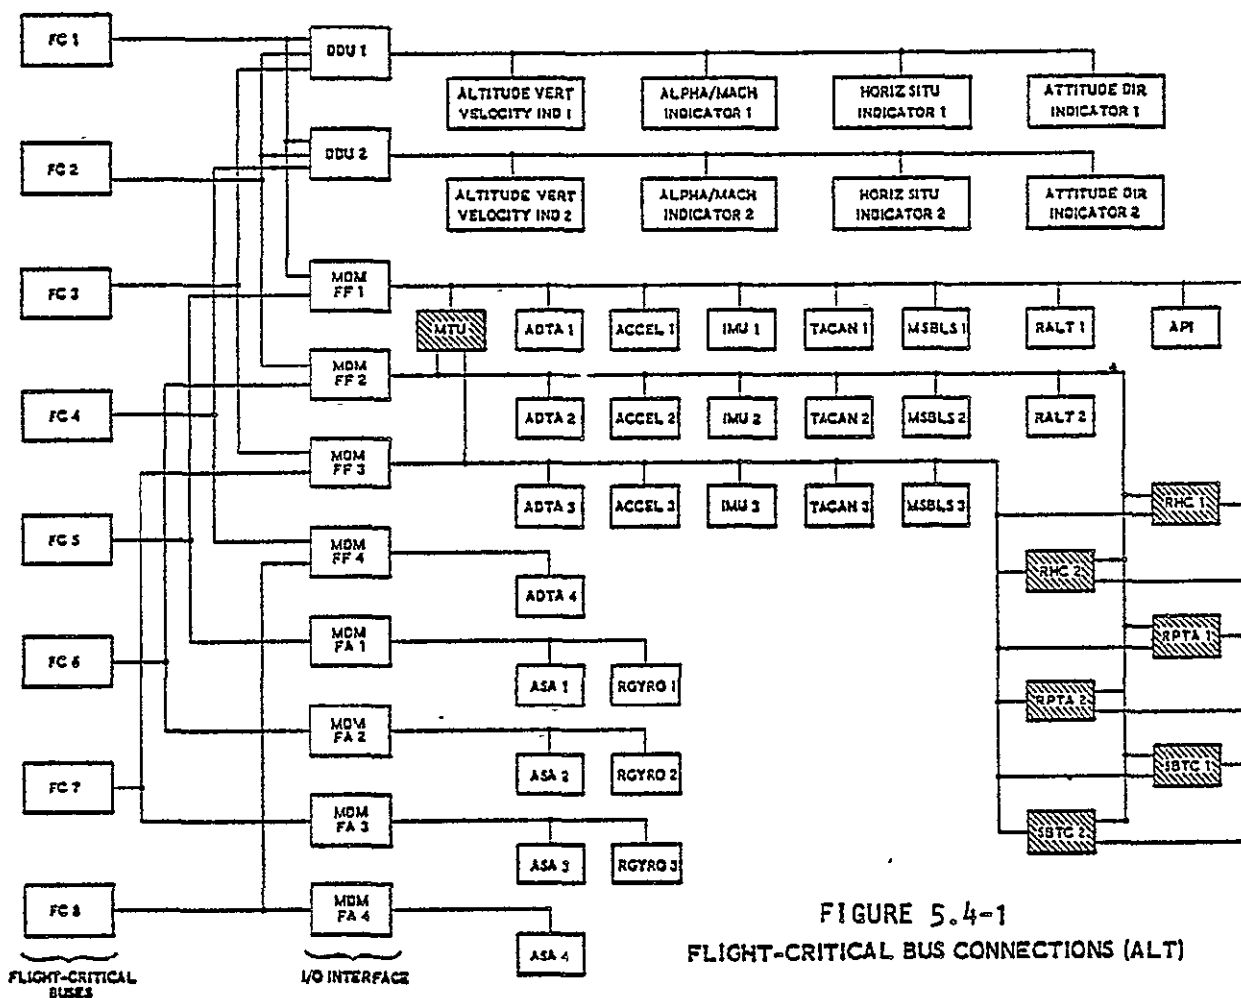 FC 1
DDU 1
ALTITUDE VERT
VELOCITY IND 1
ALPHA/MACH
INDICATOR 1
HORIZ SITU
INDICATOR 1
ATTITUDE DIR
INDICATOR 1
FC 2
DDU 2
ALTITUDE VERT
VELOCITY IND 2
ALPHA/MACH
INDICATOR 2
HORIZ SITU
INDICATOR 2
ATTITUDE DIR
INDICATOR 2
FC 3
MDM
FF 1
MTU
ADTA 1
ACCEL 1
IMU 1
TACAN 1
MSBLS 1
RALT 1
API
MDM
FF 2
FC 4
ADTA 2
ACCEL 2
IMU 2
TACAN 2
MSBLS 2
RALT 2
MDM
FF 3
ADTA 3
ACCEL 3
IMU 3
TACAN 3
MSBLS 3
RHC 1
FC 5
MDM
FF 4
RHC 2
ADTA 4
FC 6
MDM
FA 1
RPTA 1
ASA 1
RGYRO 1
RPTA 2
MDM
FA 2
FC 7
ASA 2
RGYRO 2
SBTC 1
MDM
FA 3
SBTC 2
ASA 3
RGYRO 3
FC 8
MDM
FA 4
ASA 4
FIGURE 5.4-1
FLIGHT-CRITICAL BUS CONNECTIONS (ALT)
FLIGHT-CRITICAL
BUSES
I/O INTERFACE